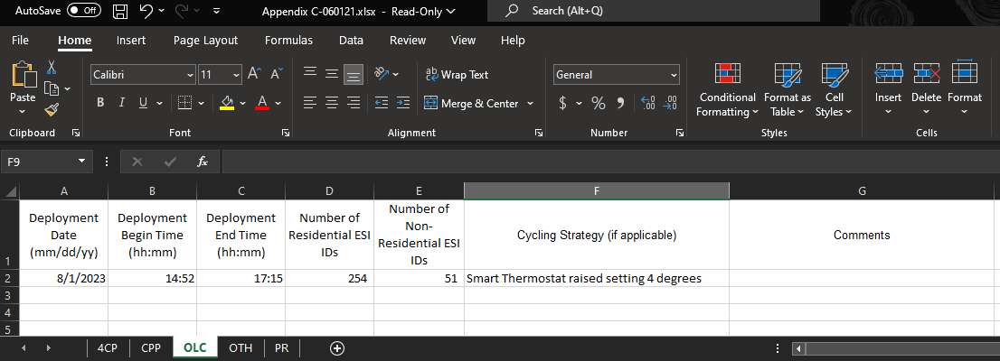 AutoSave Off Appendix C-060121.xlsx - Read-Only Search (Alt+Q)
File Home Insert Page Layout Formulas Data Review View Help
Paste
Calibri 11
B I U A
ab Wrap Text
Merge & Center
General
$ % 9
Conditional Formatting
Format as Table
Cell Styles
Insert Delete Format
Clipboard Font Alignment Number Styles Cells
F9 fx
A B C D E F G
1
Deployment
Date
(mm/dd/yy)
Deployment
Begin Time
(hh:mm)
Deployment
End Time
(hh:mm)
Number of
Residential ESI
IDs
Number of
Non-
Residential ESI
IDs
Cycling Strategy (if applicable)
Comments
2 8/1/2023 14:52 17:15 254 51 Smart Thermostat raised setting 4 degrees
3
4
5
4CP CPP OLC OTH PR